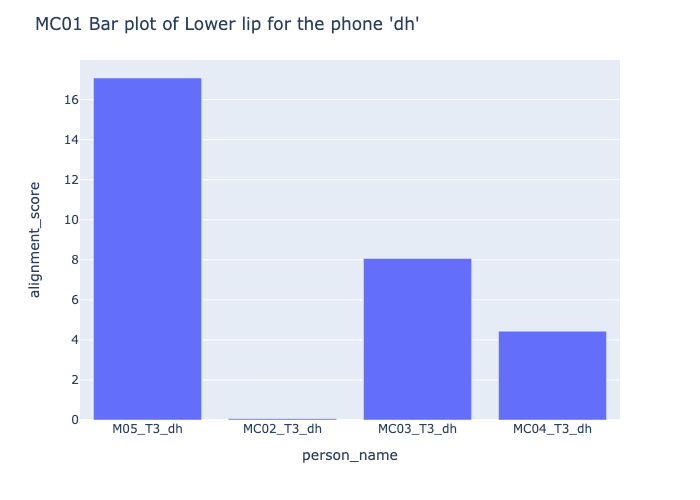 MC01 Bar plot of Lower lip for the phone 'dh'
alignment_score
16
14
12
10
8
6
4
2
0
M05_T3_dh MC02_T3_dh MC03_T3_dh MC04_T3_dh
person_name